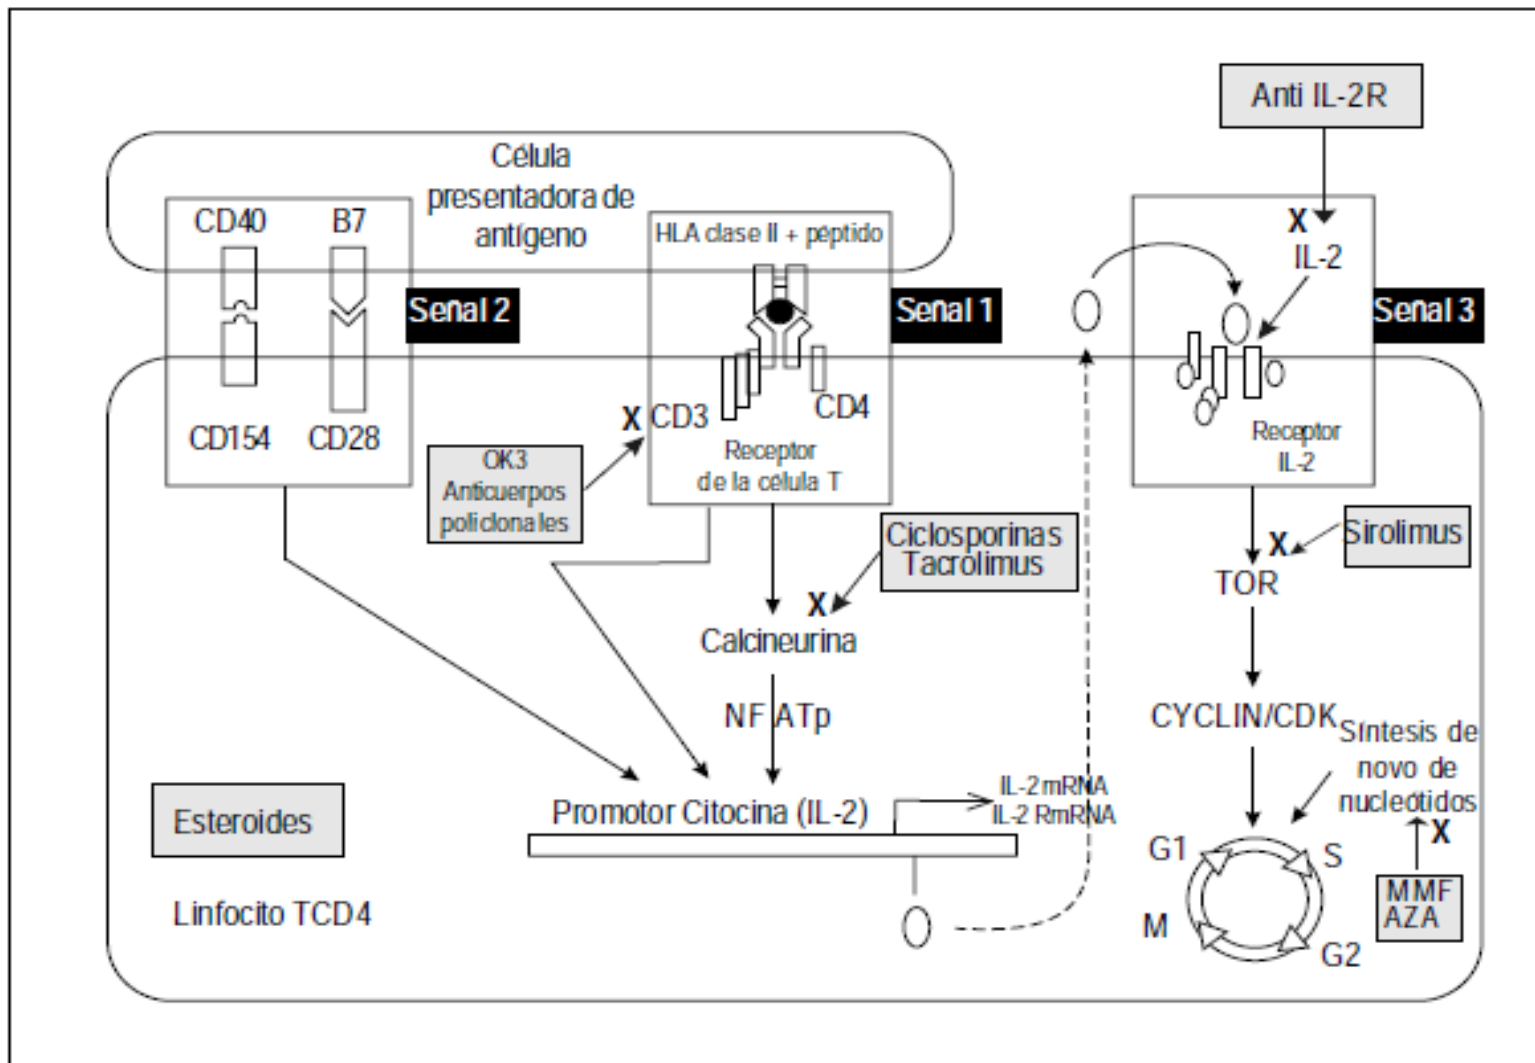 Anti IL-2R
Célula
presentadora de
antígeno
CD40
B7
HLA clase II + péptido
X
IL-2
Señal 2
Señal 1
Señal 3
CD154
CD28
X
CD3
CD4
Receptor
de la célula T
Receptor
IL-2
OK3
Anticuerpos
policlonales
Ciclosporinas
Tacrolimus
X
Sirolimus
TOR
X
Calcineurina
NF ATp
CYCLIN/CDK
Síntesis de
novo de
nucleótidos
X
Promotor Citocina (IL-2)
IL-2 mRNA
IL-2 RmRNA
Esteroides
Linfocito TCD4
G1
S
M
G2
MMF
AZA